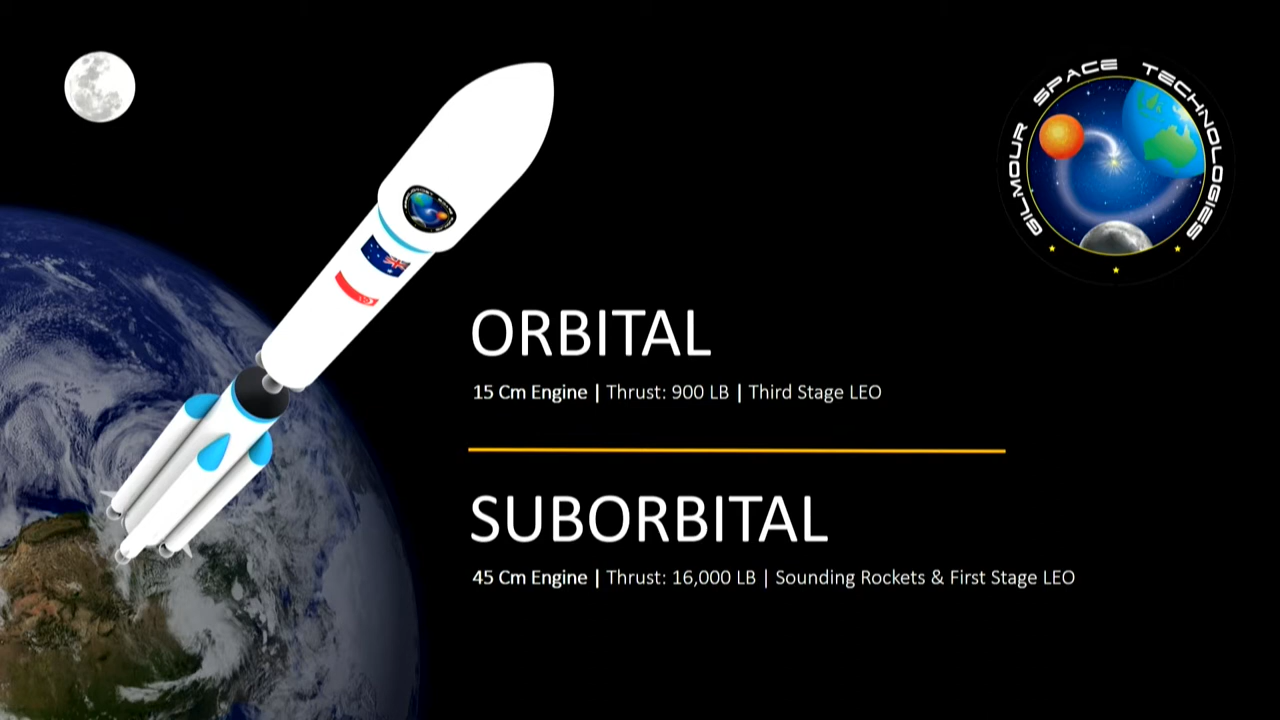 GILMOUR SPACE TECHNOLOGIES
ORBITAL
15 Cm Engine | Thrust: 900 LB | Third Stage LEO
SUBORBITAL
45 Cm Engine | Thrust: 16,000 LB | Sounding Rockets & First Stage LEO